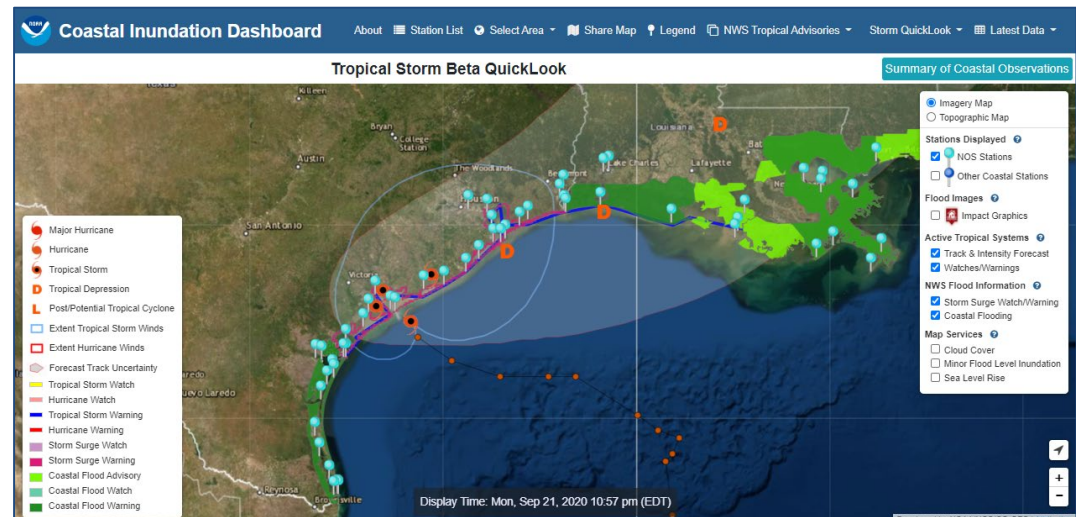 NOAA
Coastal Inundation Dashboard
About
Station List
Select Area
Share Map
Legend
NWS Tropical Advisories
Storm QuickLook
Latest Data
Tropical Storm Beta QuickLook
Summary of Coastal Observations
Imagery Map
Topographic Map
Stations Displayed
NOS Stations
Other Coastal Stations
Flood Images
Impact Graphics
Active Tropical Systems
Track & Intensity Forecast
Watches/Warnings
NWS Flood Information
Storm Surge Watch/Warning
Coastal Flooding
Map Services
Cloud Cover
Minor Flood Level Inundation
Sea Level Rise
Killeen
Bryan
College
Station
Austin
The Woodlands
Houston
San Antonio
Victoria
Louisiana
D
Lake Charles
Lafayette
D
D
Major Hurricane
Hurricane
Tropical Storm
D Tropical Depression
L Post/Potential Tropical Cyclone
Extent Tropical Storm Winds
Extent Hurricane Winds
Forecast Track Uncertainty
Tropical Storm Watch
Hurricane Watch
Tropical Storm Warning
Hurricane Warning
Storm Surge Watch
Storm Surge Warning
Coastal Flood Advisory
Coastal Flood Watch
Coastal Flood Warning
Reynosa
Display Time: Mon, Sep 21, 2020 10:57 pm (EDT)
+
−